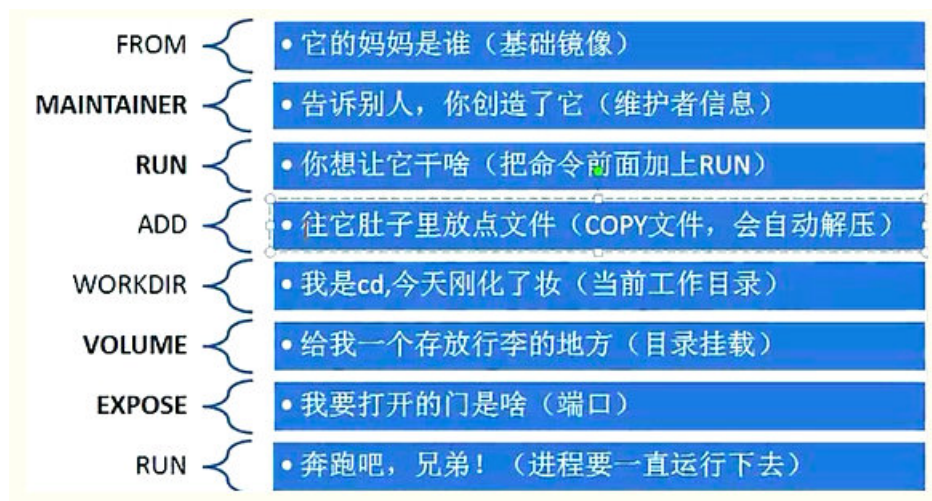 FROM
• 它的妈妈是谁（基础镜像）
MAINTAINER
• 告诉别人，你创造了它（维护者信息）
RUN
• 你想让它干啥（把命令前面加上RUN）
ADD
• 往它肚子里放点文件（COPY文件，会自动解压）
WORKDIR
• 我是cd,今天刚化了妆（当前工作目录）
VOLUME
• 给我一个存放行李的地方（目录挂载）
EXPOSE
• 我要打开的门是啥（端口）
RUN
• 奔跑吧，兄弟！（进程要一直运行下去）